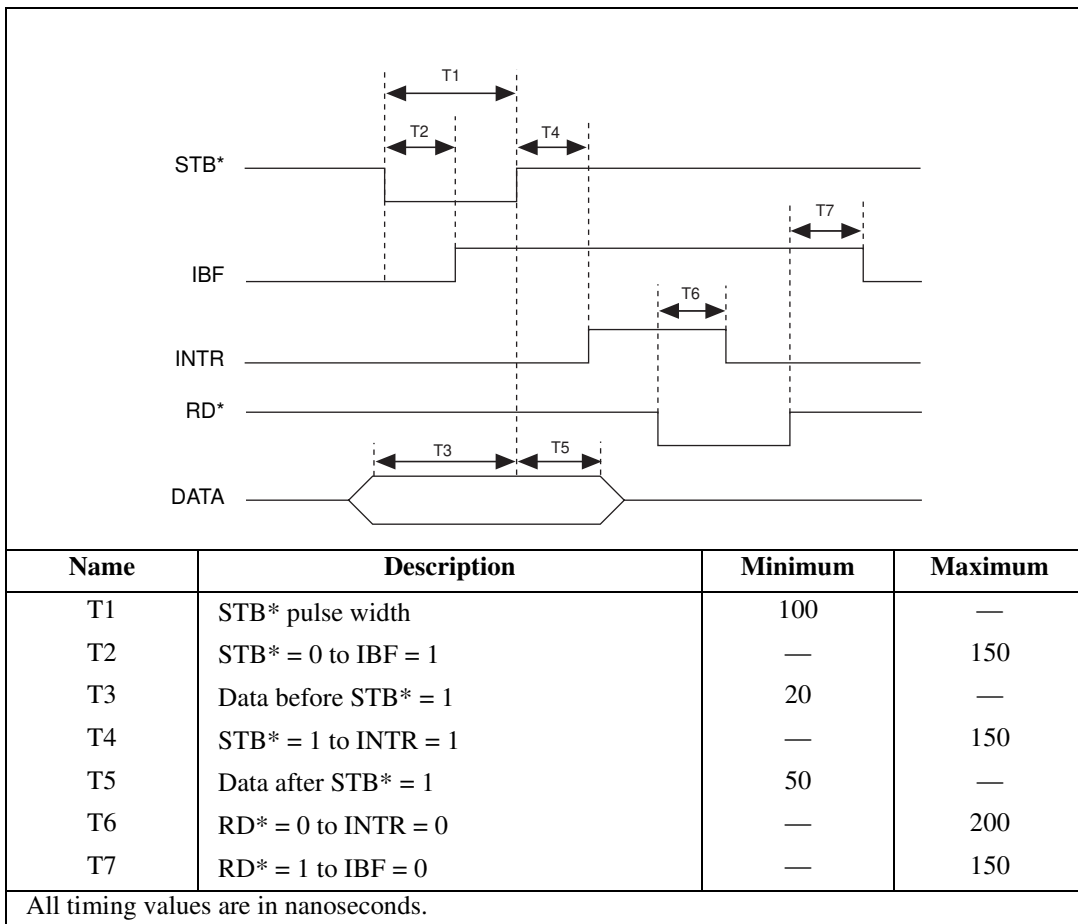 T1
T2
T4
STB*
T7
IBF
T6
INTR
RD*
T3
T5
DATA
Name Description Minimum Maximum
T1 STB* pulse width 100 —
T2 STB* = 0 to IBF = 1 — 150
T3 Data before STB* = 1 20 —
T4 STB* = 1 to INTR = 1 — 150
T5 Data after STB* = 1 50 —
T6 RD* = 0 to INTR = 0 — 200
T7 RD* = 1 to IBF = 0 — 150
All timing values are in nanoseconds.